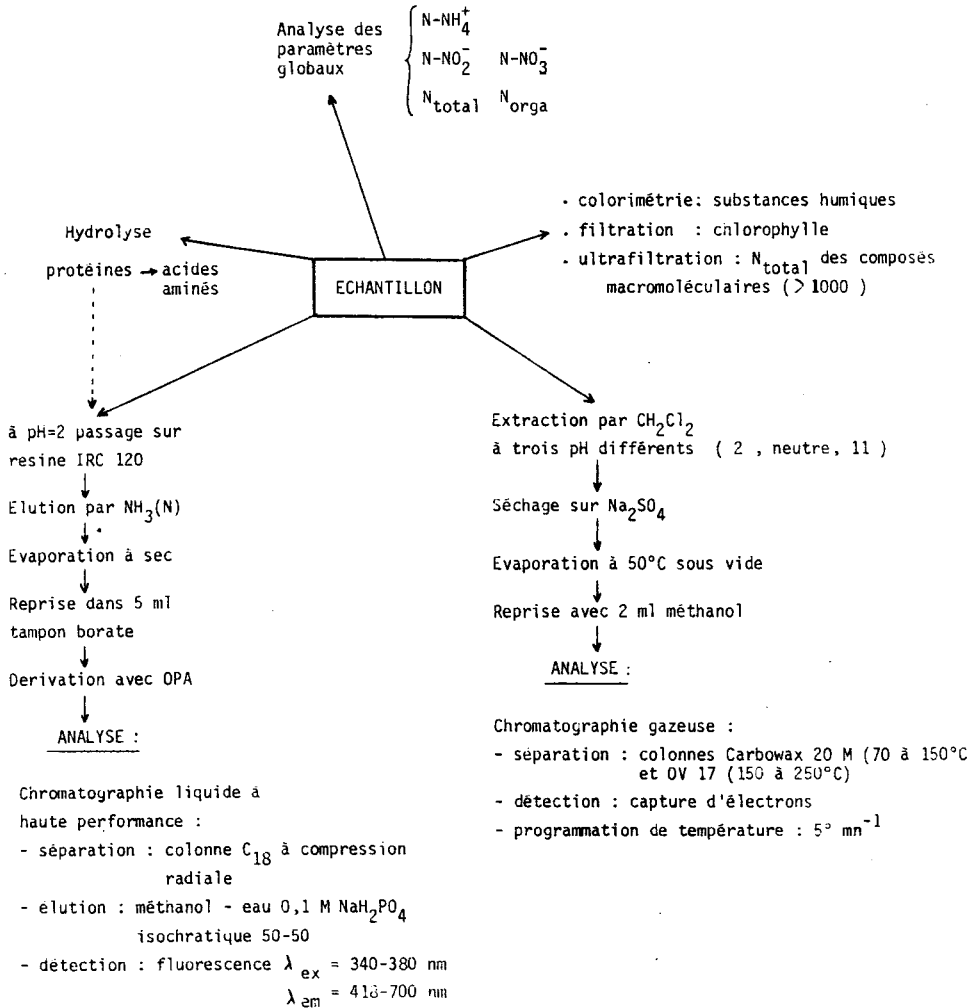 Analyse des
paramètres
globaux
N-NH₄⁺
N-NO₂⁻ N-NO₃⁻
N_total N_orga
. colorimétrie: substances humiques
. filtration : chlorophylle
. ultrafiltration : N_total des composés
macromoléculaires ( > 1000 )
Hydrolyse
protéines → acides
aminés
ECHANTILLON
à pH=2 passage sur
resine IRC 120
Elution par NH₃(N)
Evaporation à sec
Reprise dans 5 ml
tampon borate
Derivation avec OPA
ANALYSE :
Chromatographie liquide à
haute performance :
- séparation : colonne C₁₈ à compression
radiale
- élution : méthanol - eau 0,1 M NaH₂PO₄
isochratique 50-50
- détection : fluorescence λ ex = 340-380 nm
λ em = 418-700 nm
Extraction par CH₂Cl₂
à trois pH différents ( 2 , neutre, 11 )
Séchage sur Na₂SO₄
Evaporation à 50°C sous vide
Reprise avec 2 ml méthanol
ANALYSE :
Chromatographie gazeuse :
- séparation : colonnes Carbowax 20 M (70 à 150°C
et OV 17 (150 à 250°C)
- détection : capture d'électrons
- programmation de température : 5° mn⁻¹